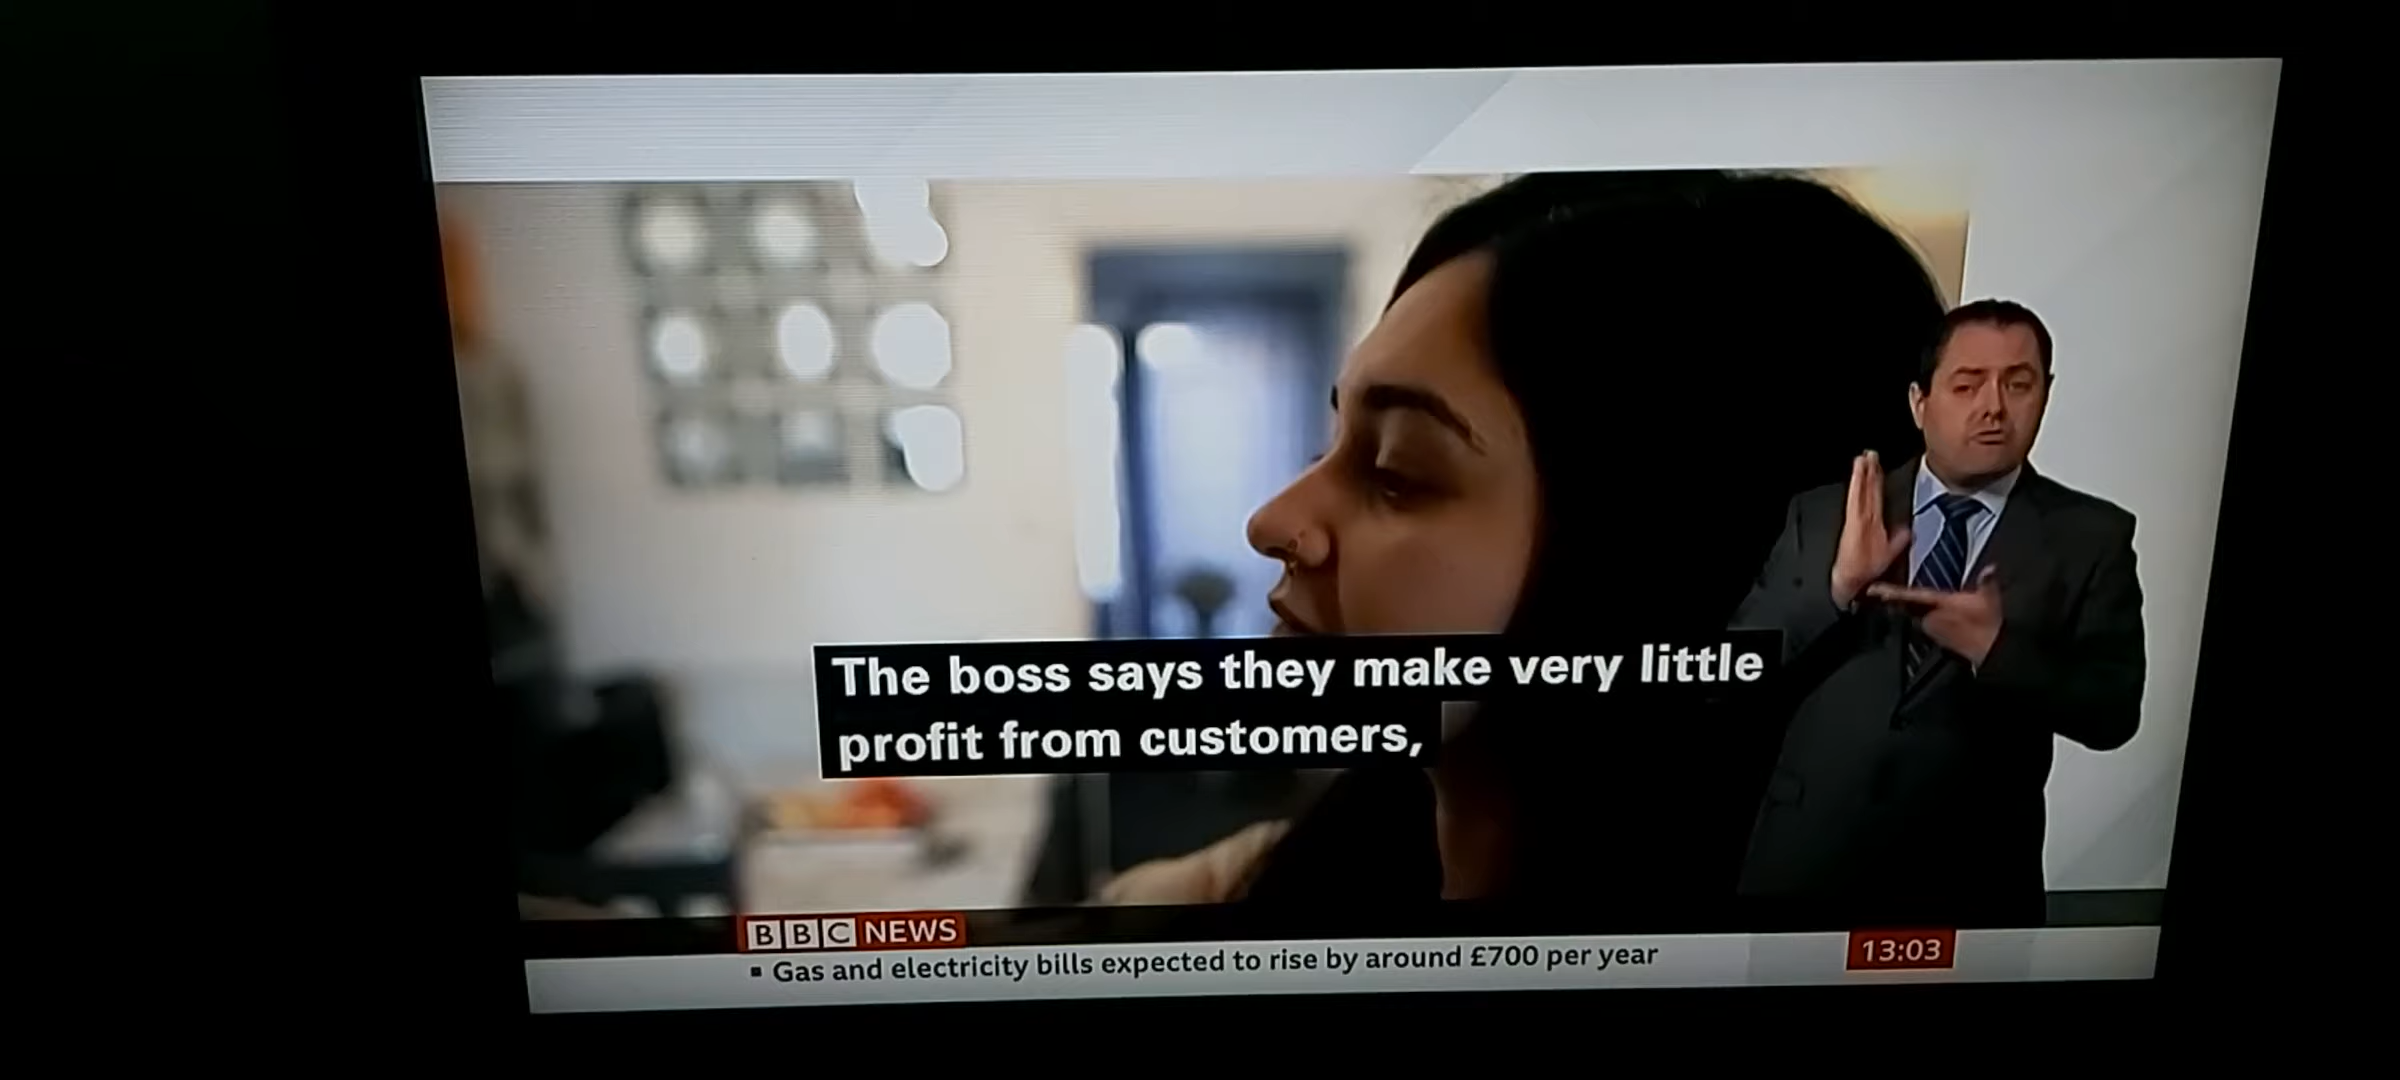 The boss says they make very little
profit from customers,
BBC NEWS
▪ Gas and electricity bills expected to rise by around £700 per year
13:03